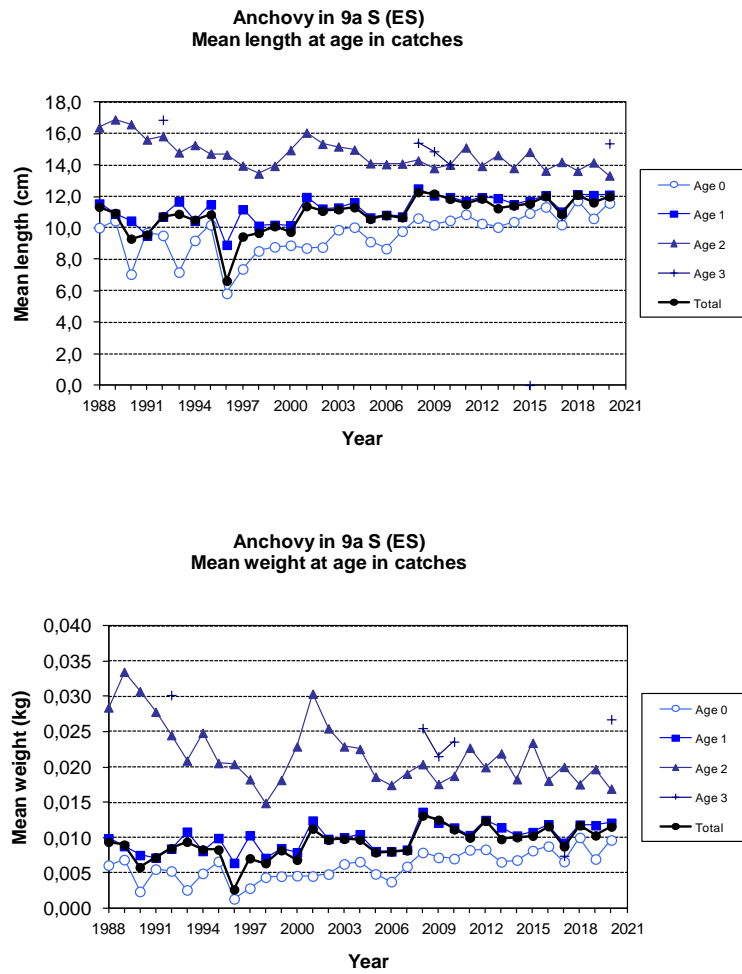 Anchovy in 9a S (ES)
Mean length at age in catches
18,0
16,0
14,0
12,0
10,0
8,0
6,0
4,0
2,0
0,0
Mean length (cm)
1988 1991 1994 1997 2000 2003 2006 2009 2012 2015 2018 2021
Year
Age 0
Age 1
Age 2
Age 3
Total
Anchovy in 9a S (ES)
Mean weight at age in catches
0,040
0,035
0,030
0,025
0,020
0,015
0,010
0,005
0,000
Mean weight (kg)
1988 1991 1994 1997 2000 2003 2006 2009 2012 2015 2018 2021
Year
Age 0
Age 1
Age 2
Age 3
Total